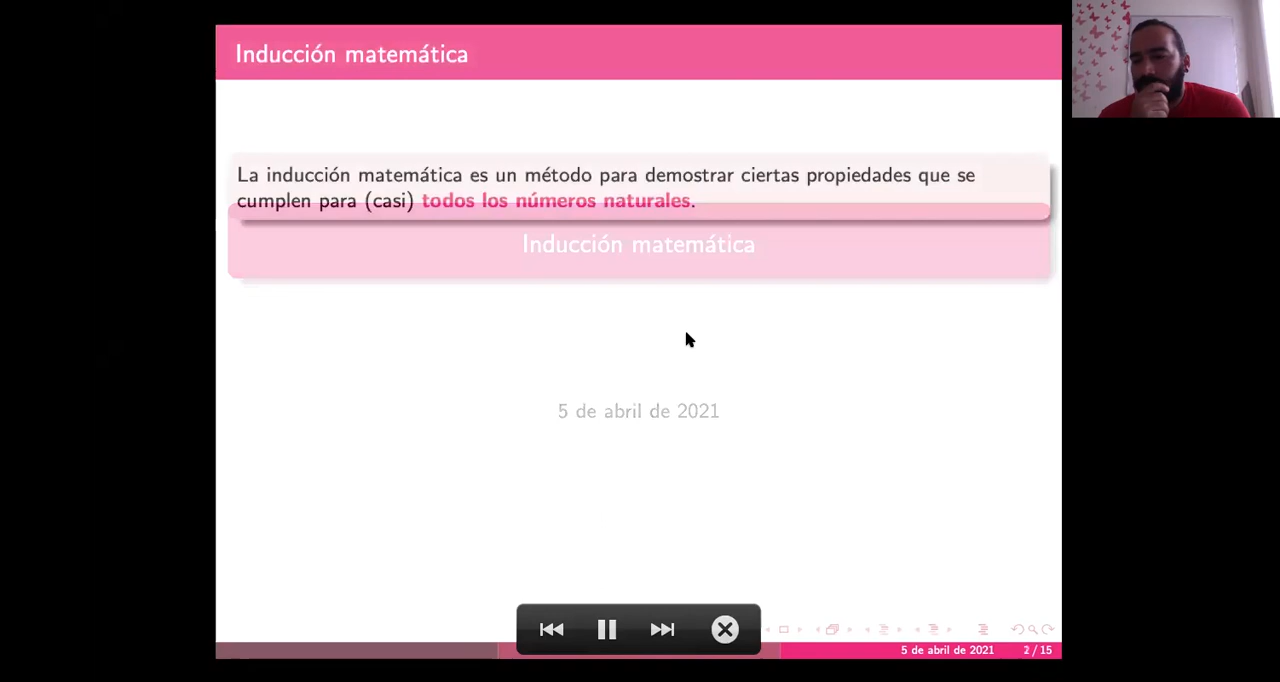 Inducción matemática
La inducción matemática es un método para demostrar ciertas propiedades que se
cumplen para (casi) todos los números naturales.
Inducción matemática
5 de abril de 2021
5 de abril de 2021 2 / 15